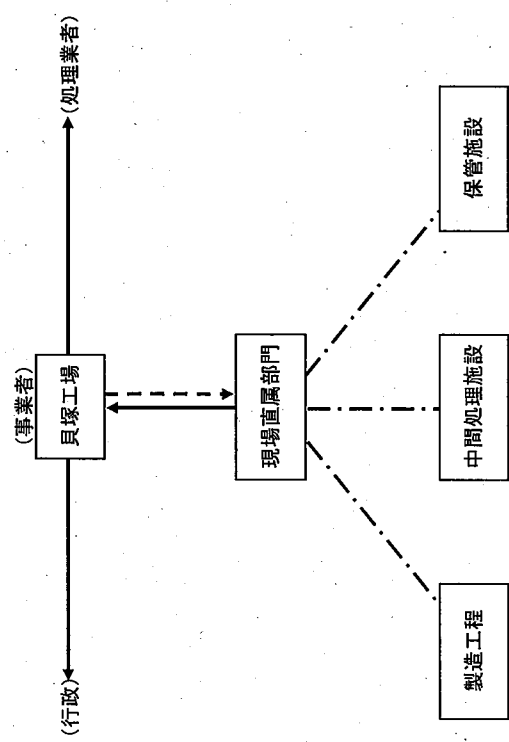 (事業者)
(行政)
貝塚工場
(処理業者)
現場直属部門
製造工程
中間処理施設
保管施設